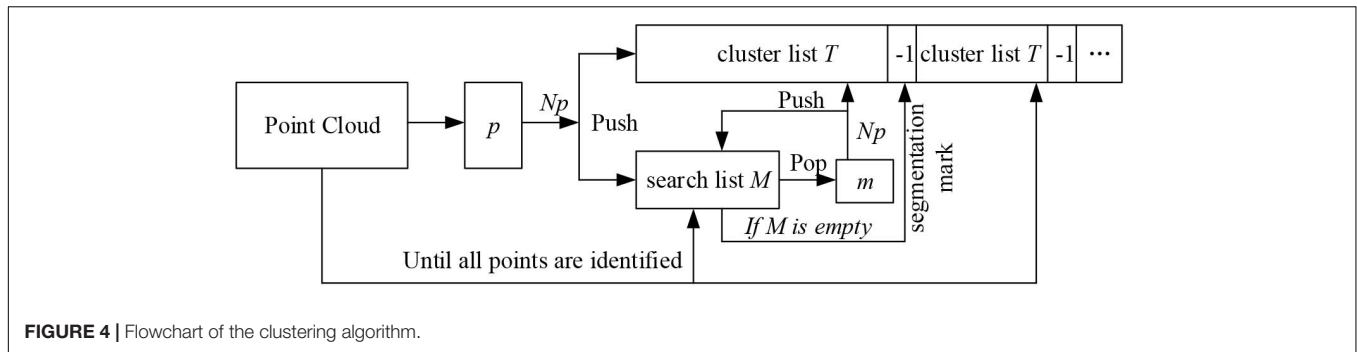 cluster list T
-1
cluster list T
-1
...
Point Cloud
p
Np
Push
Push
Np
search list M
Pop
m
segmentation
mark
If M is empty
Until all points are identified
FIGURE 4 | Flowchart of the clustering algorithm.